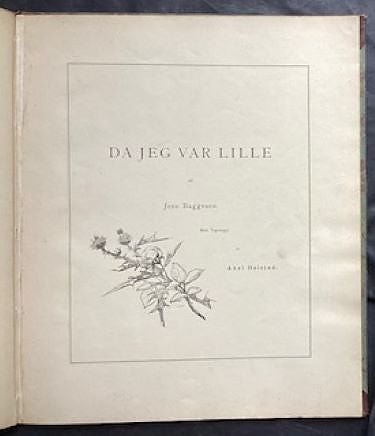 DA JEG VAR LILLE
af
Jens Baggesen.
Med Tegninger
af
Axel Helsted.